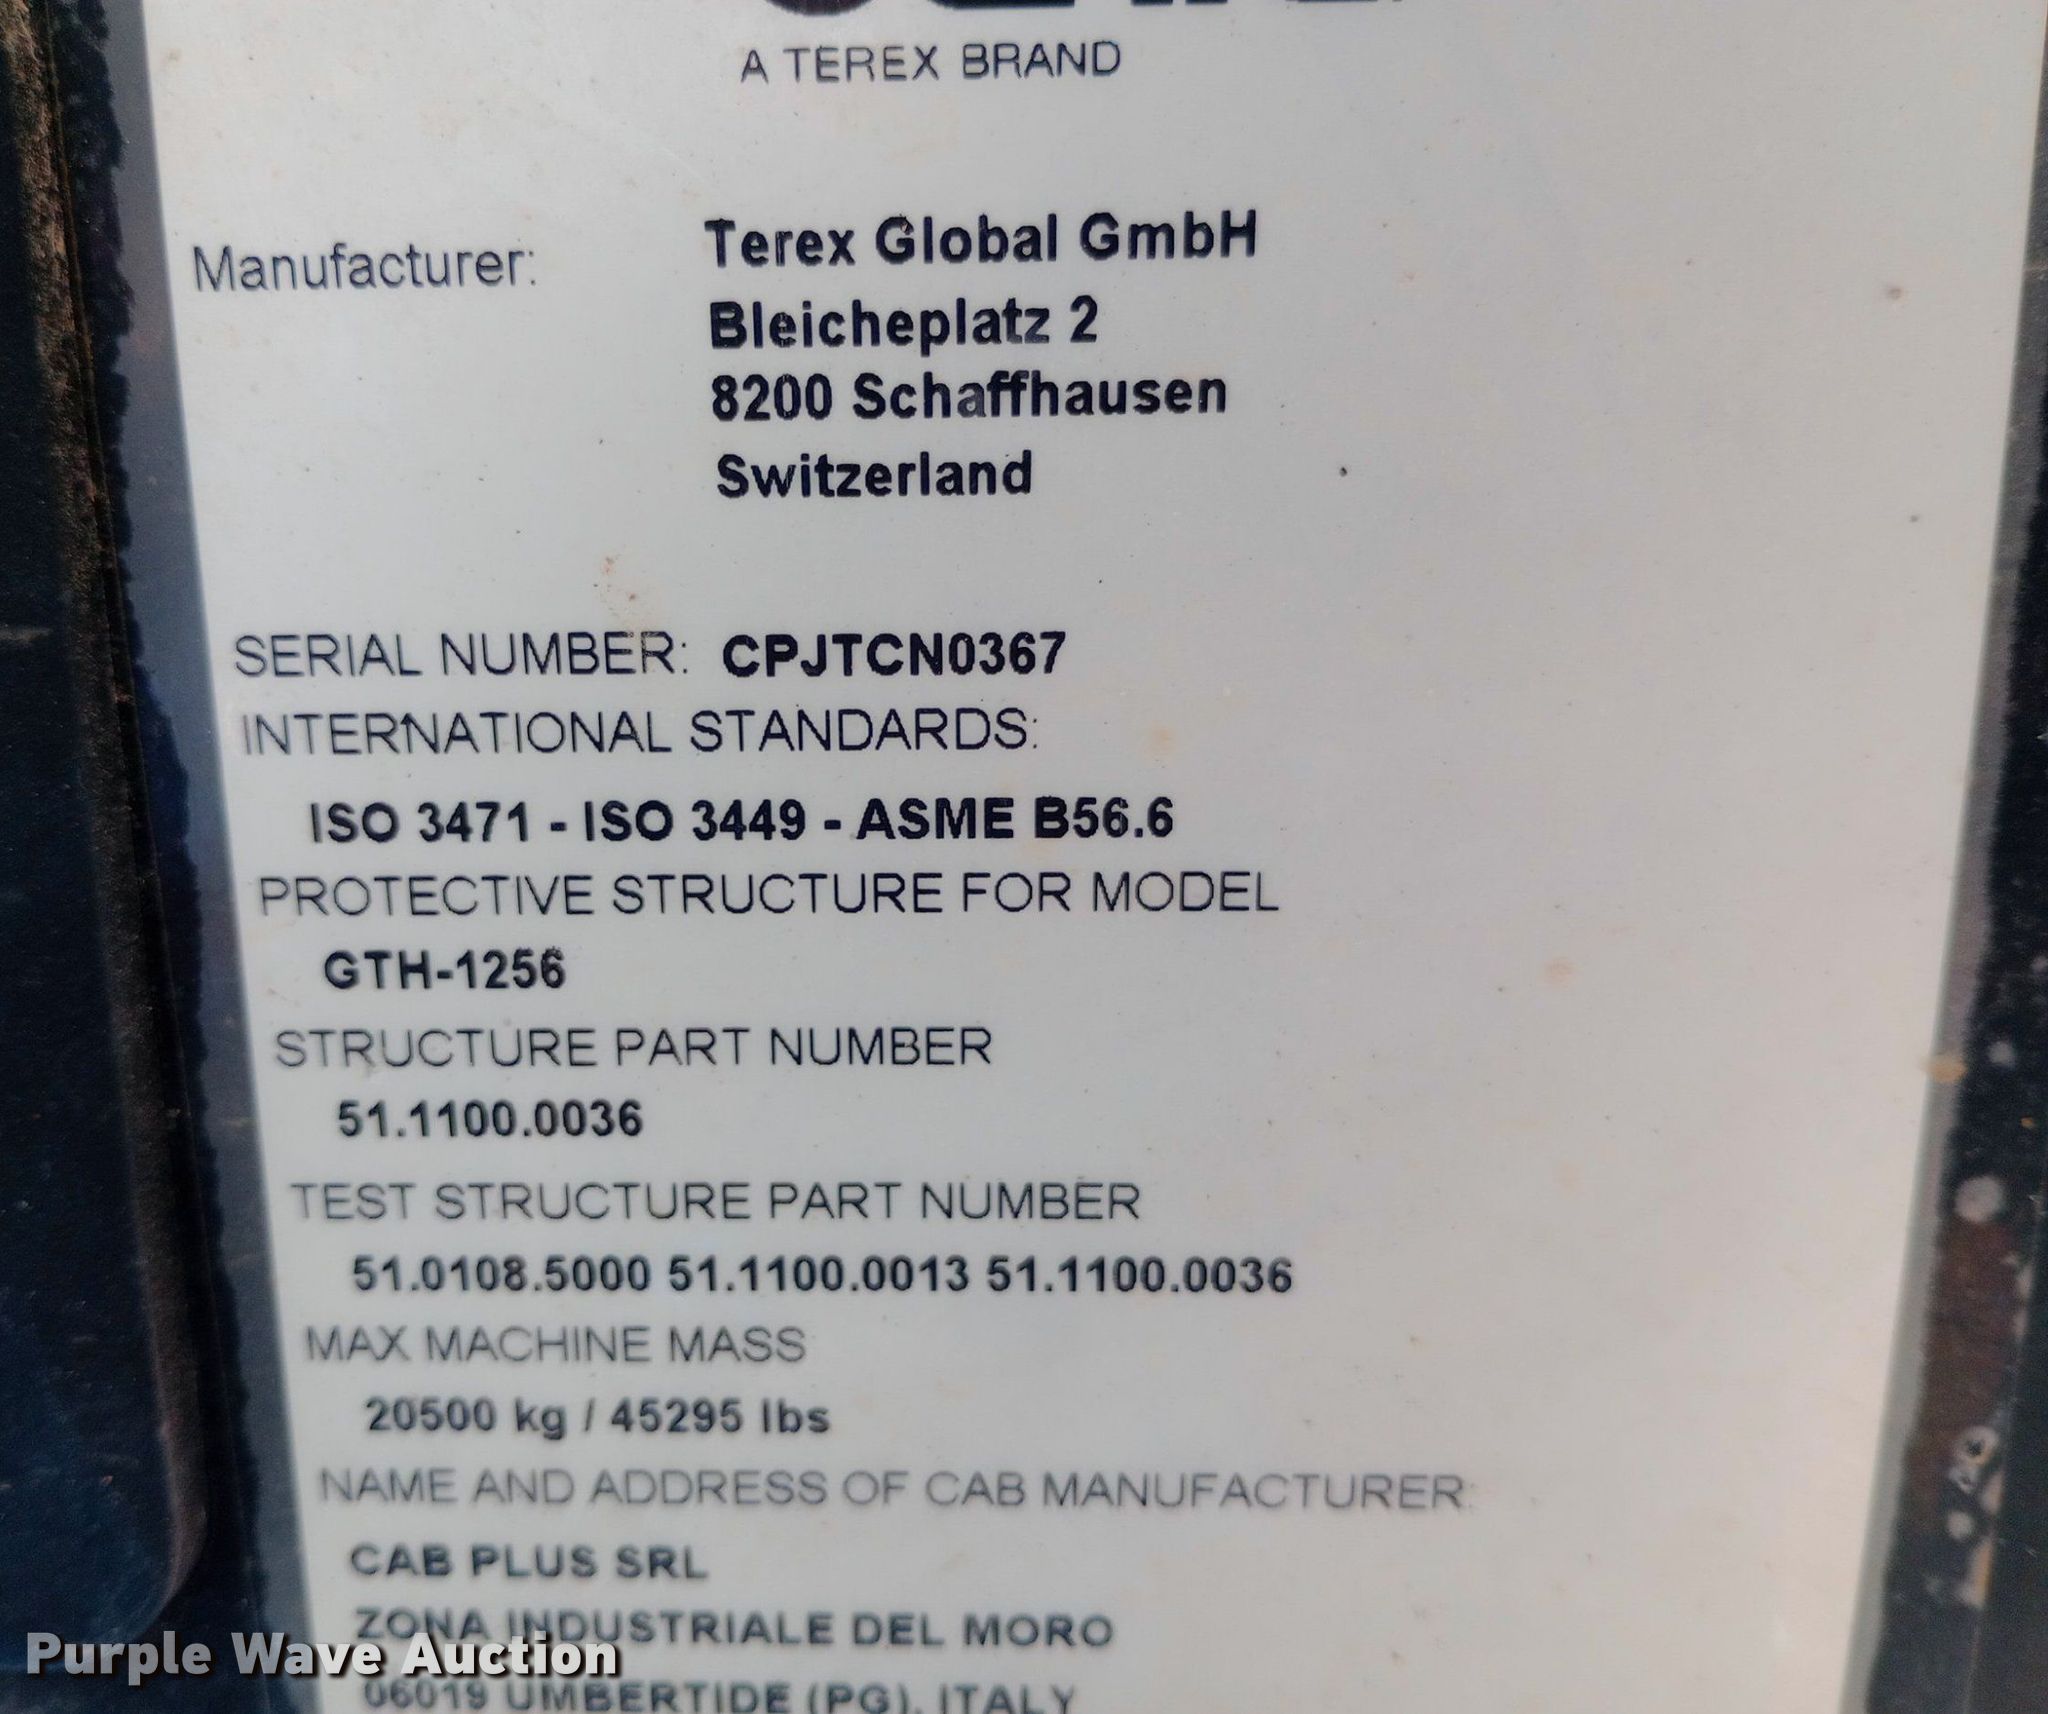 A TEREX BRAND
Manufacturer: Terex Global GmbH
Bleicheplatz 2
8200 Schaffhausen
Switzerland
SERIAL NUMBER: CPJTCN0367
INTERNATIONAL STANDARDS:
ISO 3471 - ISO 3449 - ASME B56.6
PROTECTIVE STRUCTURE FOR MODEL
GTH-1256
STRUCTURE PART NUMBER
51.1100.0036
TEST STRUCTURE PART NUMBER
51.0108.5000 51.1100.0013 51.1100.0036
MAX MACHINE MASS
20500 kg / 45295 lbs
NAME AND ADDRESS OF CAB MANUFACTURER:
CAB PLUS SRL
ZONA INDUSTRIALE DEL MORO
06019 UMBERTIDE (PG), ITALY
Purple Wave Auction